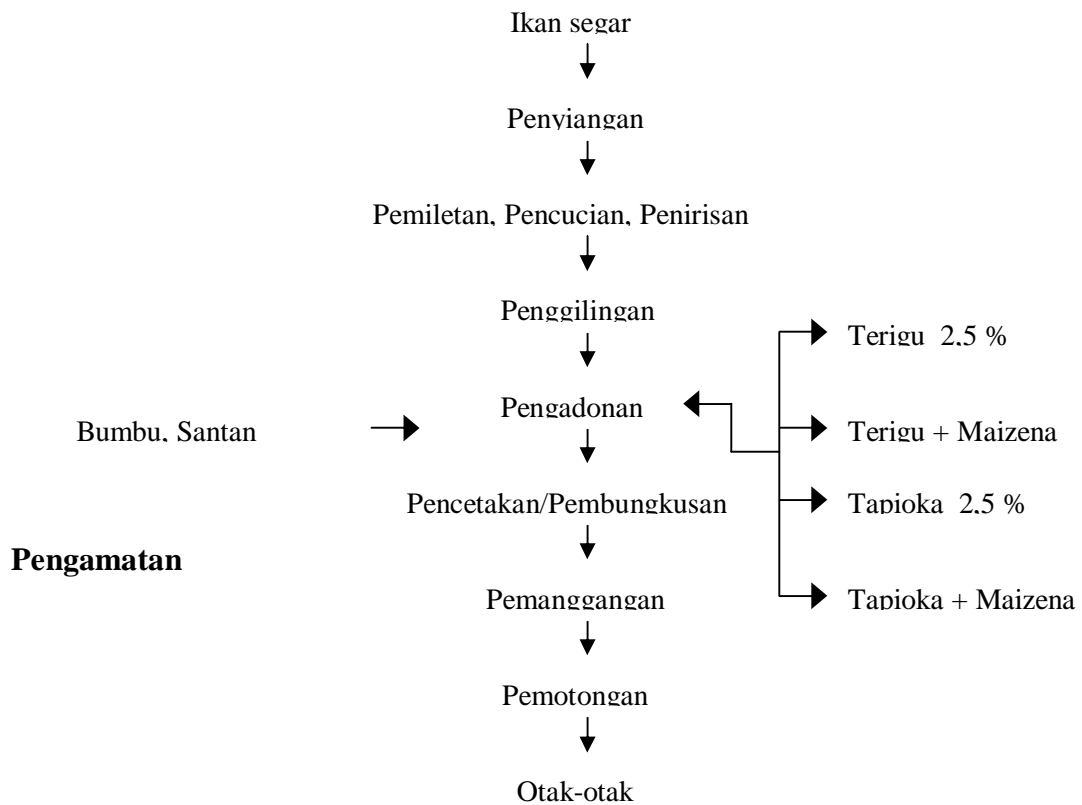 Ikan segar
Penyiangan
Pemiletan, Pencucian, Penirisan
Penggilingan
Terigu 2,5 %
Pengadonan
Bumbu, Santan
Terigu + Maizena
Pencetakan/Pembungkusan
Tapioka 2,5 %
Pengamatan
Pemanggangan
Tapioka + Maizena
Pemotongan
Otak-otak